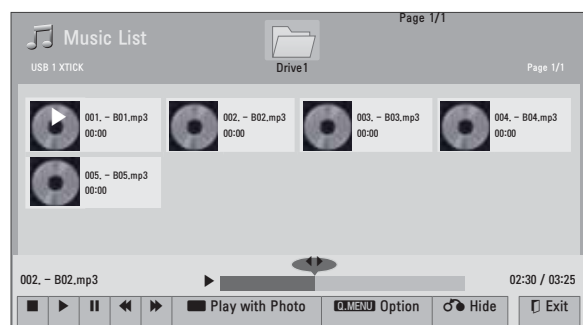 Page 1/1
Music List
Drive1
USB 1 XTICK
Page 1/1
001. - B01.mp3
00:00
002. - B02.mp3
00:00
003. - B03.mp3
00:00
004. - B04.mp3
00:00
005. - B05.mp3
00:00
002. - B02.mp3
02:30 / 03:25
Play with Photo
Q.MENU Option
Hide
Exit